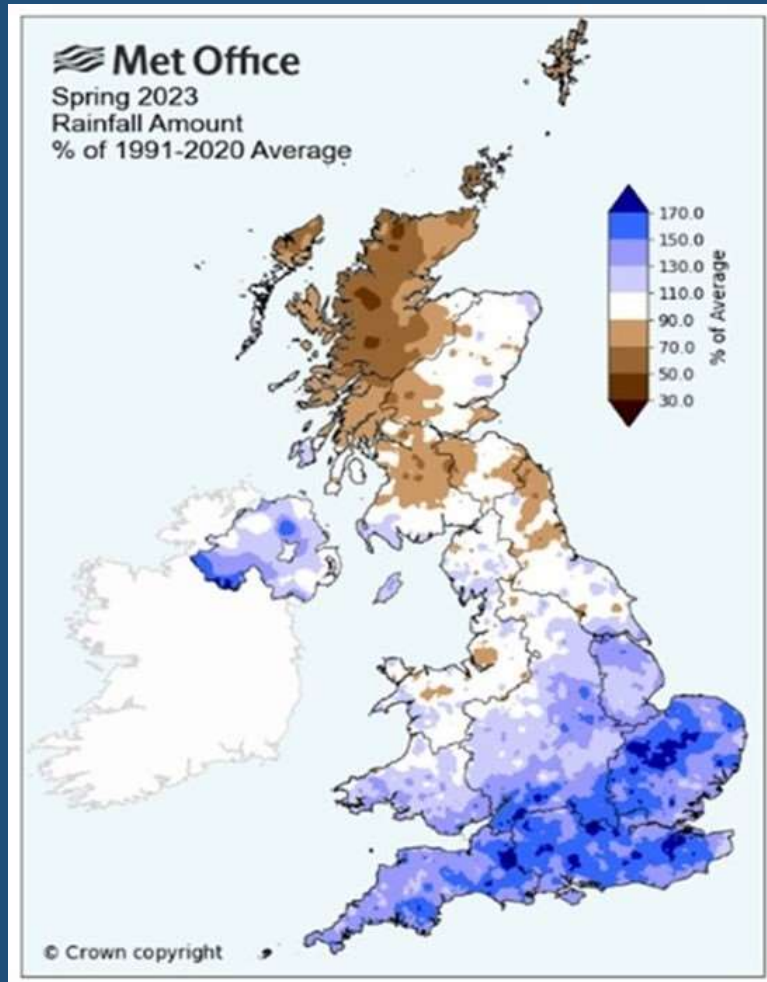 Met Office
Spring 2023
Rainfall Amount
% of 1991-2020 Average
170.0
150.0
130.0
110.0
90.0
70.0
50.0
30.0
% of Average
© Crown copyright